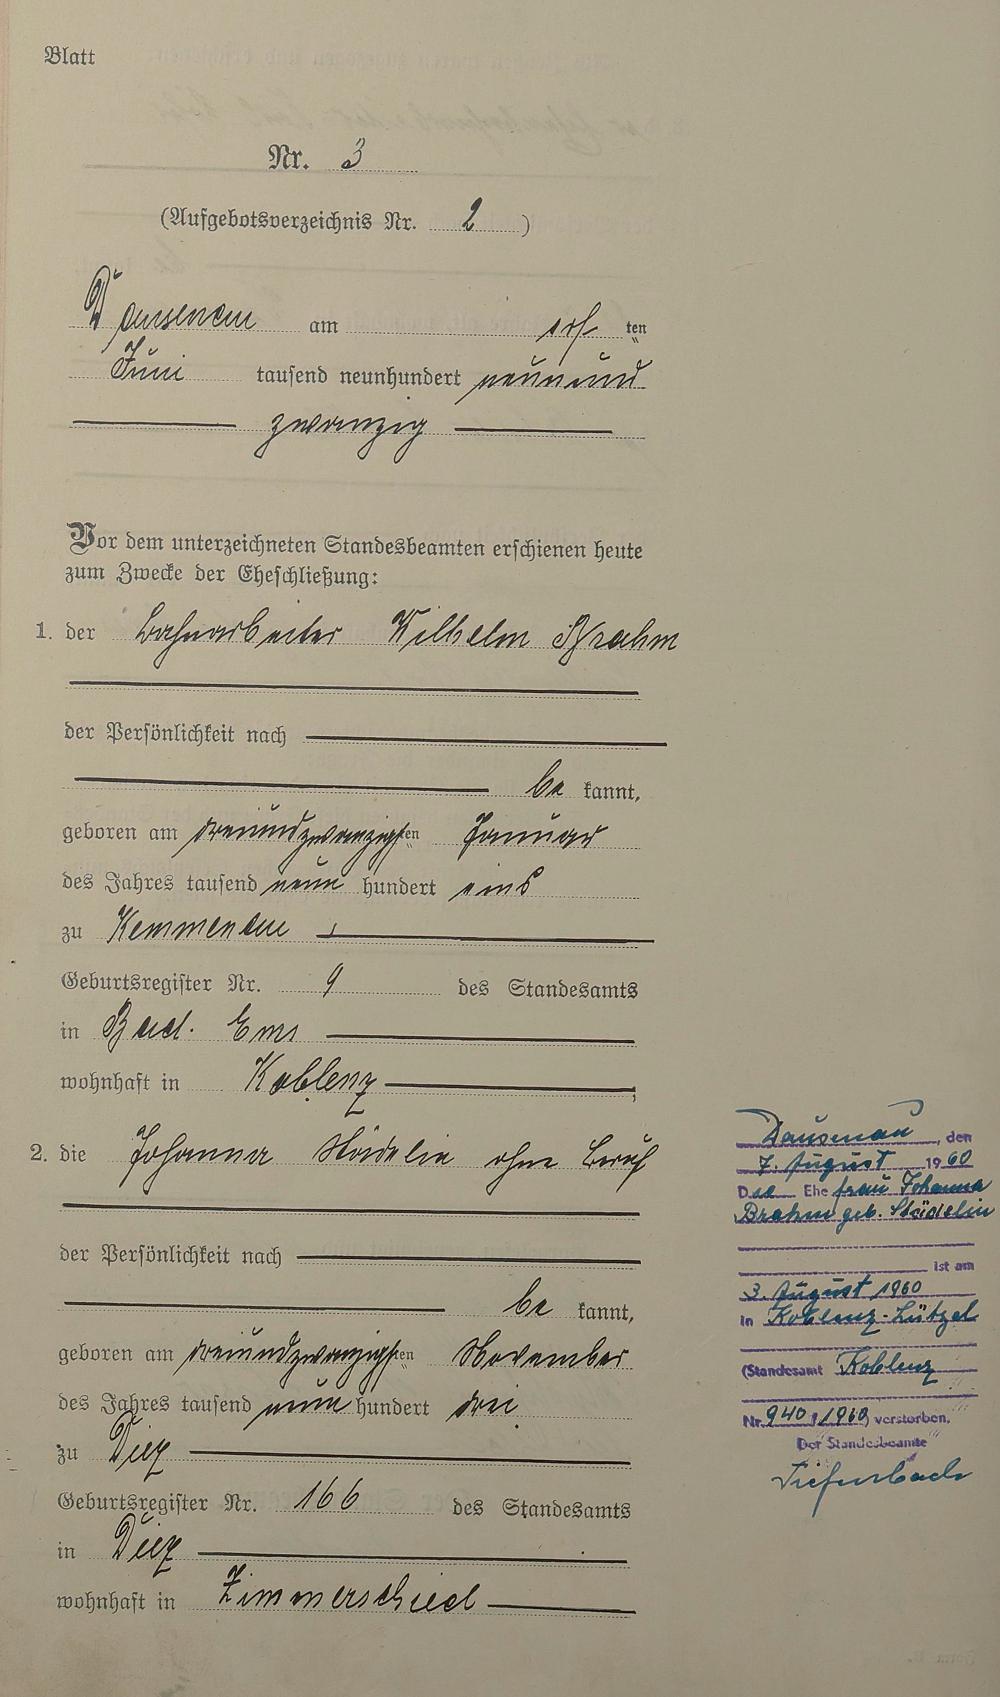 Blatt
Nr. 3
(Aufgebotsverzeichnis Nr. 2 )
Dausenau am ten
Juni tausend neunhundert neunund
zwanzig
Vor dem unterzeichneten Standesbeamten erschienen heute
zum Zwecke der Eheschließung:
1. der Bahnarbeiter Wilhelm Brahm
der Persönlichkeit nach
be kannt,
geboren am dreiundzwanzigsten Januar
des Jahres tausend neun hundert eins
zu Kemmenau ,
Geburtsregister Nr. 9 des Standesamts
in Bad. Ems
wohnhaft in Koblenz ;
2. die Johanna Städelin ohne Beruf
der Persönlichkeit nach
be kannt,
geboren am dreiundzwanzigsten November
des Jahres tausend neun hundert drei
zu Diez
Geburtsregister Nr. 166 des Standesamts
in Diez
wohnhaft in Zimmerschied
Dausenau, den
7. August 1960
Die Ehe frau Johanna
Brahm geb. Städelin
ist am
3. August 1960
in Koblenz-Lützel
(Standesamt Koblenz
Nr. 940/1960) verstorben.
Der Standesbeamte
Tiefenbach